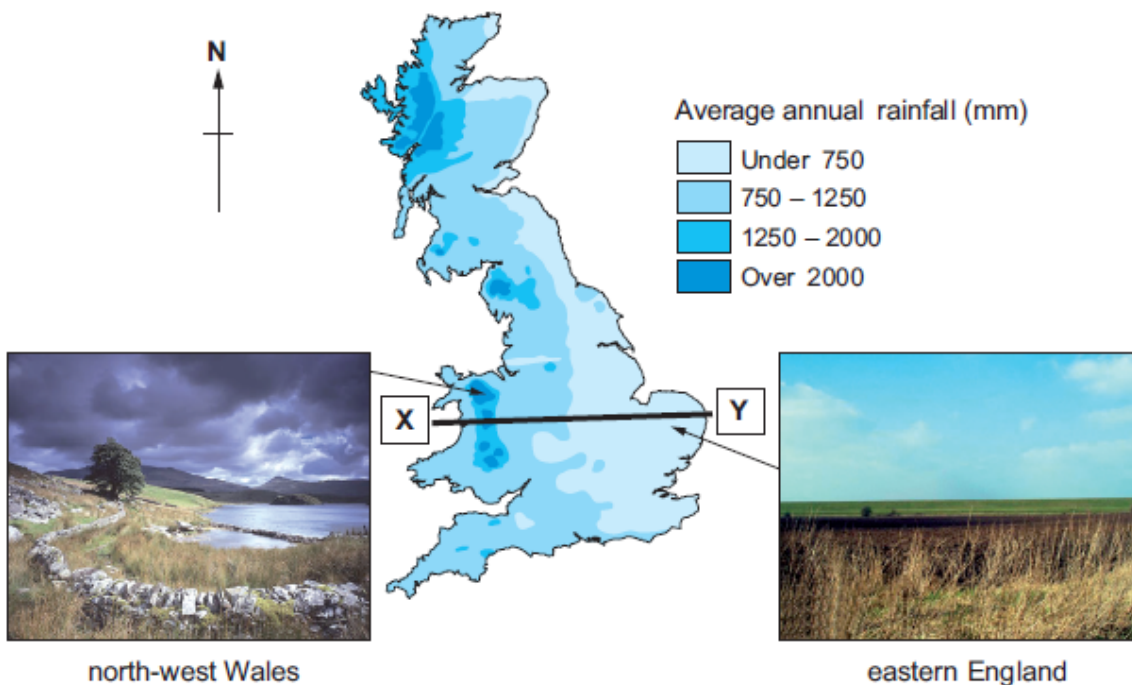 N
Average annual rainfall (mm)
Under 750
750 – 1250
1250 – 2000
Over 2000
X
Y
north-west Wales
eastern England